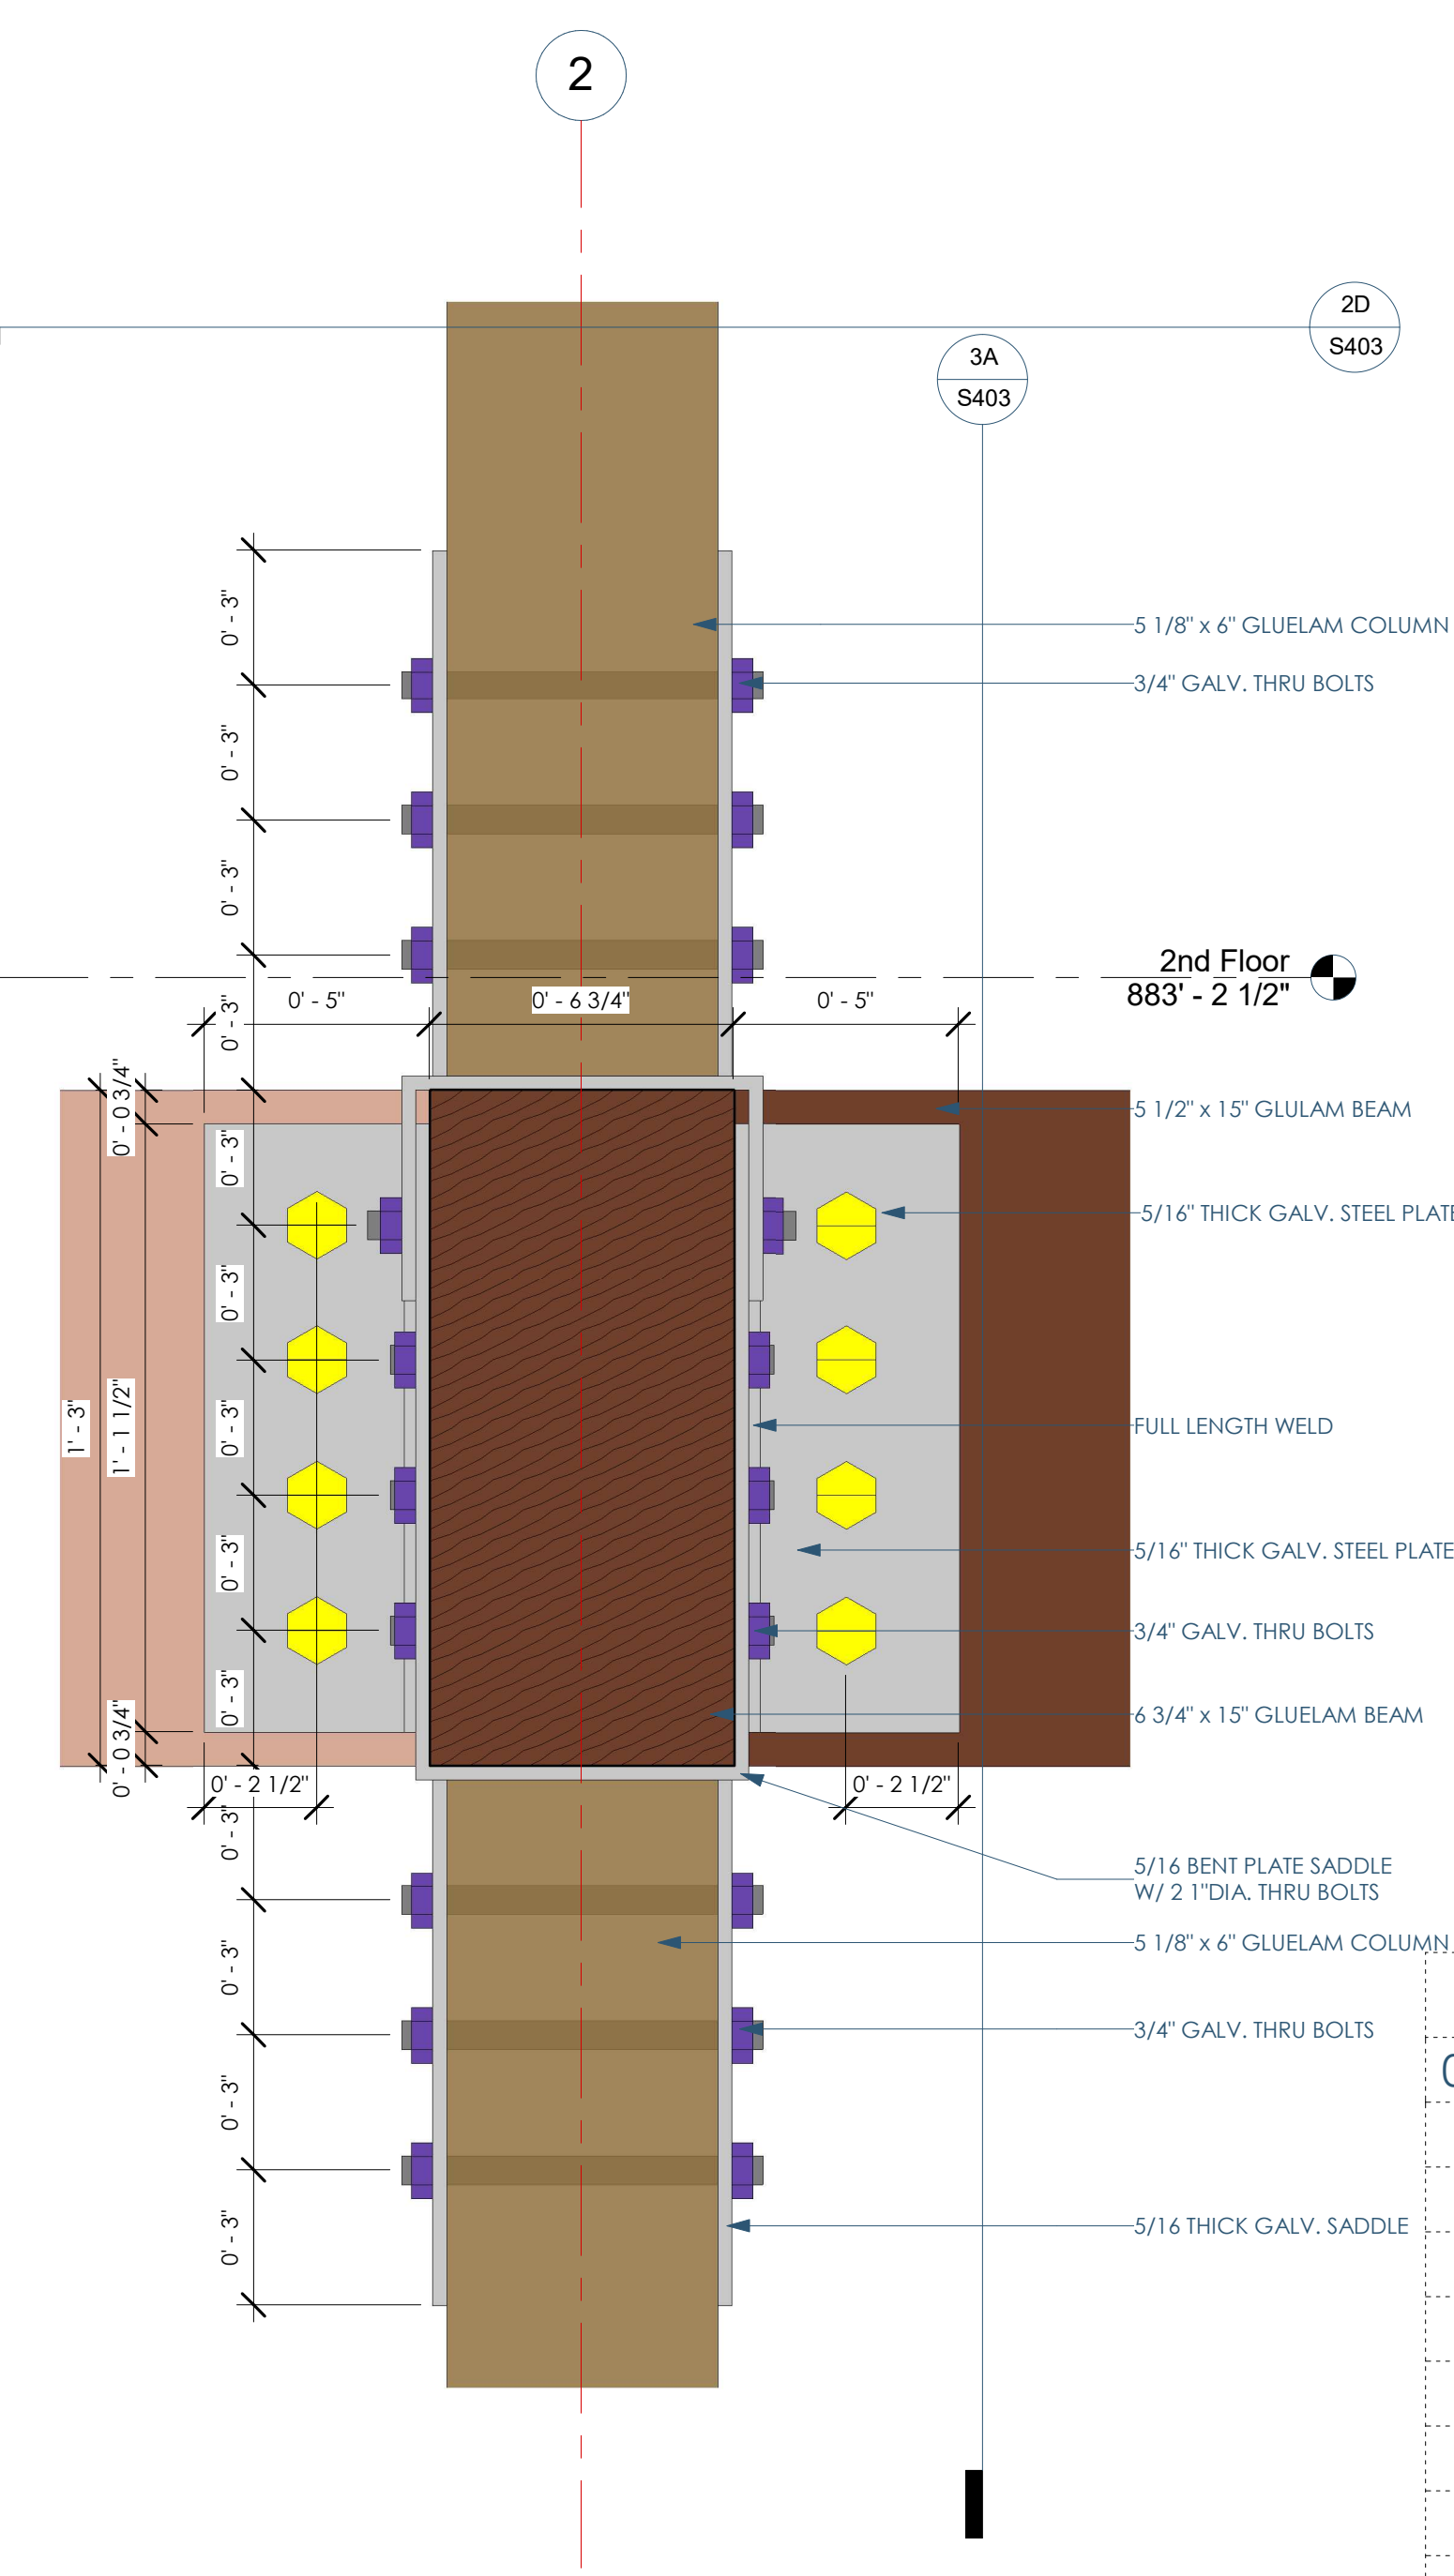 2
2D
S403
3A
S403
0' - 3"
5 1/8" x 6" GLUELAM COLUMN
3/4" GALV. THRU BOLTS
0' - 3"
0' - 3"
2nd Floor
883' - 2 1/2"
0' - 3"
0' - 5"
0' - 6 3/4"
0' - 5"
0' - 0 3/4"
5 1/2" x 15" GLULAM BEAM
0' - 3"
5/16" THICK GALV. STEEL PLATE
0' - 3"
1' - 3"
1' - 1 1/2"
0' - 3"
FULL LENGTH WELD
0' - 3"
5/16" THICK GALV. STEEL PLATE
3/4" GALV. THRU BOLTS
0' - 3"
6 3/4" x 15" GLUELAM BEAM
0' - 0 3/4"
0' - 2 1/2"
0' - 2 1/2"
0' - 3"
5/16 BENT PLATE SADDLE
W/ 2 1"DIA. THRU BOLTS
5 1/8" x 6" GLUELAM COLUMN
0' - 3"
3/4" GALV. THRU BOLTS
0' - 3"
0' - 3"
5/16 THICK GALV. SADDLE